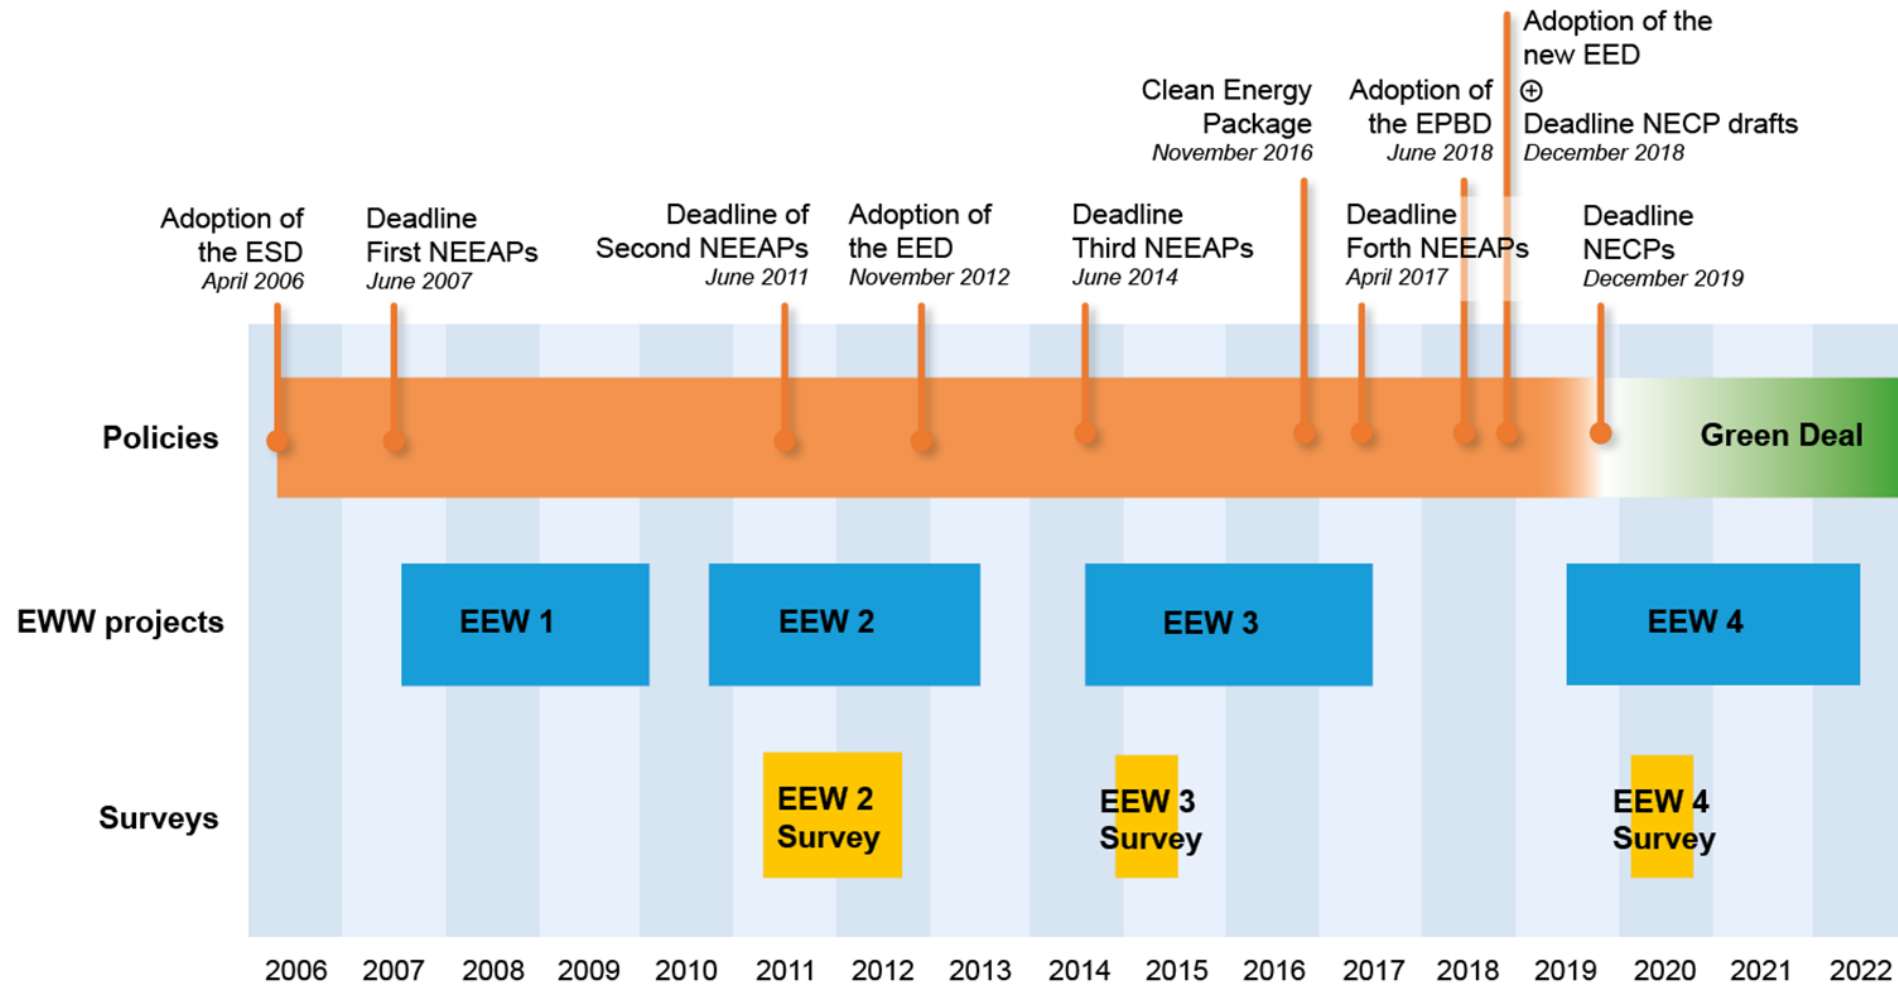 Adoption of the
new EED
⊕
Deadline NECP drafts
December 2018
Clean Energy
Package
November 2016
Adoption of
the EPBD
June 2018
Adoption of
the ESD
April 2006
Deadline
First NEEAPs
June 2007
Deadline of
Second NEEAPs
June 2011
Adoption of
the EED
November 2012
Deadline
Third NEEAPs
June 2014
Deadline
Forth NEEAPs
April 2017
Deadline
NECPs
December 2019
Policies
Green Deal
EWW projects
EEW 1
EEW 2
EEW 3
EEW 4
Surveys
EEW 2
Survey
EEW 3
Survey
EEW 4
Survey
2006 2007 2008 2009 2010 2011 2012 2013 2014 2015 2016 2017 2018 2019 2020 2021 2022